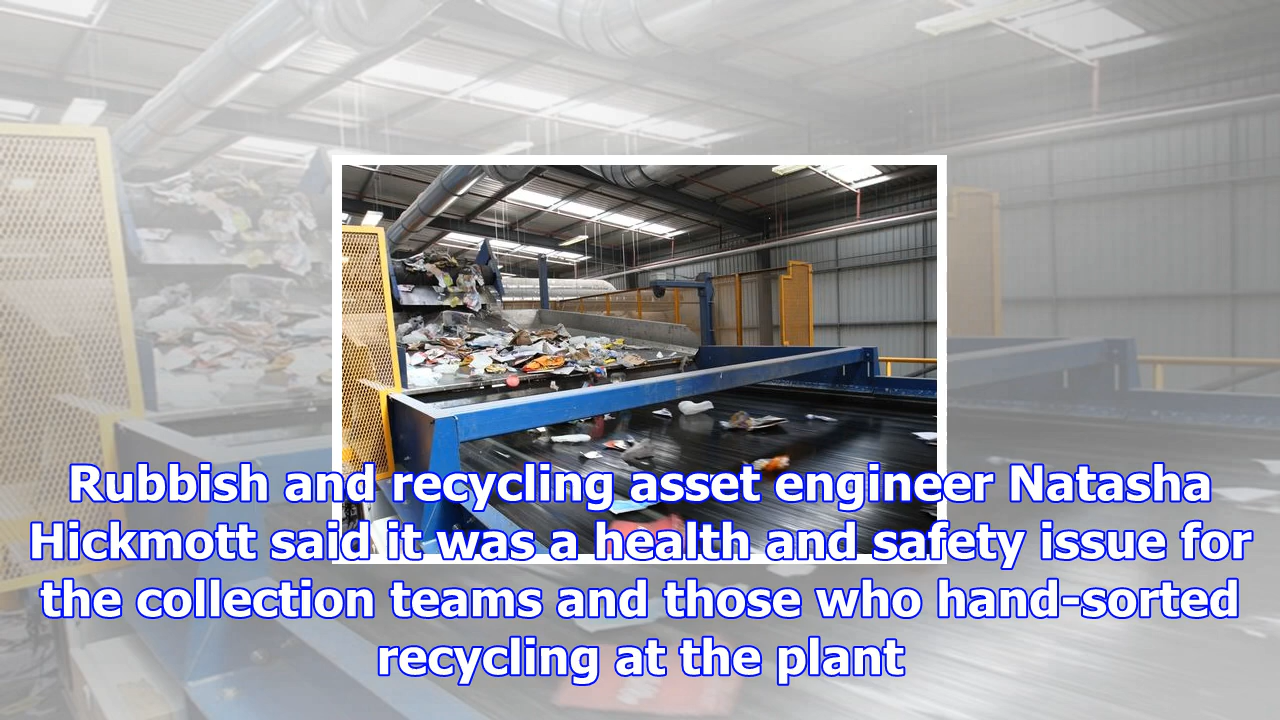 Rubbish and recycling asset engineer Natasha
Hickmott said it was a health and safety issue for
the collection teams and those who hand-sorted
recycling at the plant